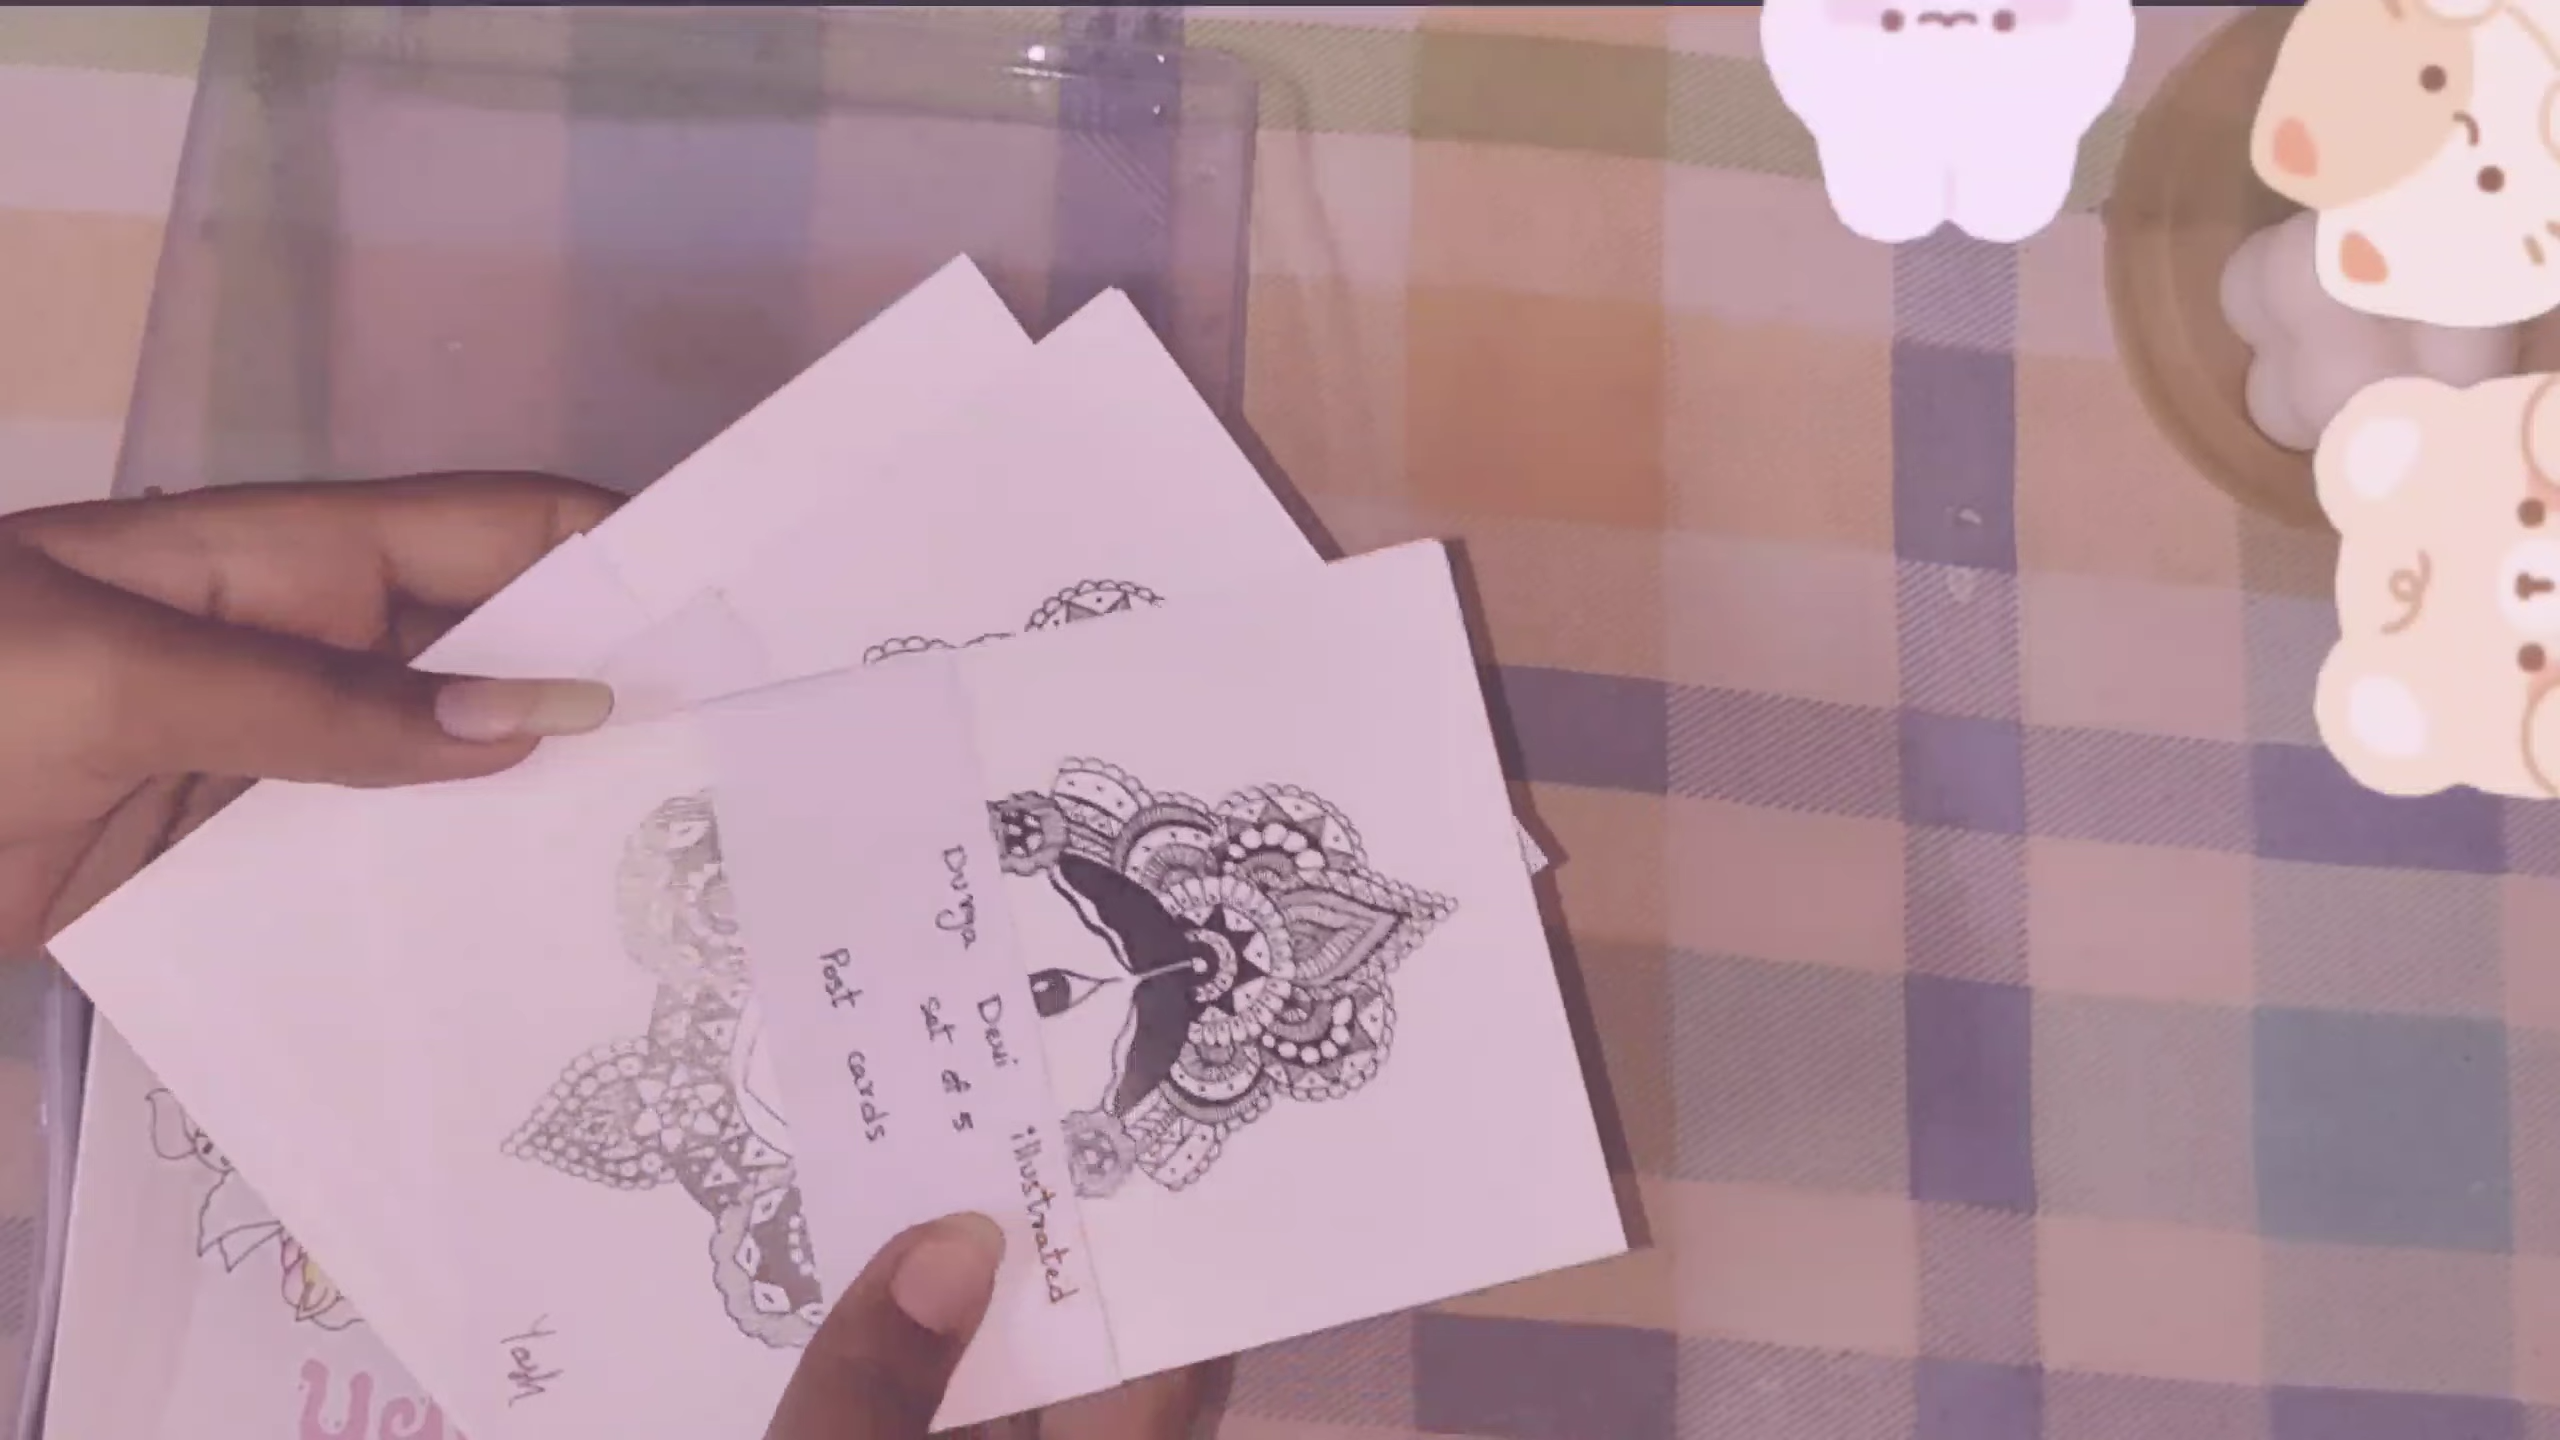 Durga Devi illustrated
set of 5
Post cards
Yash